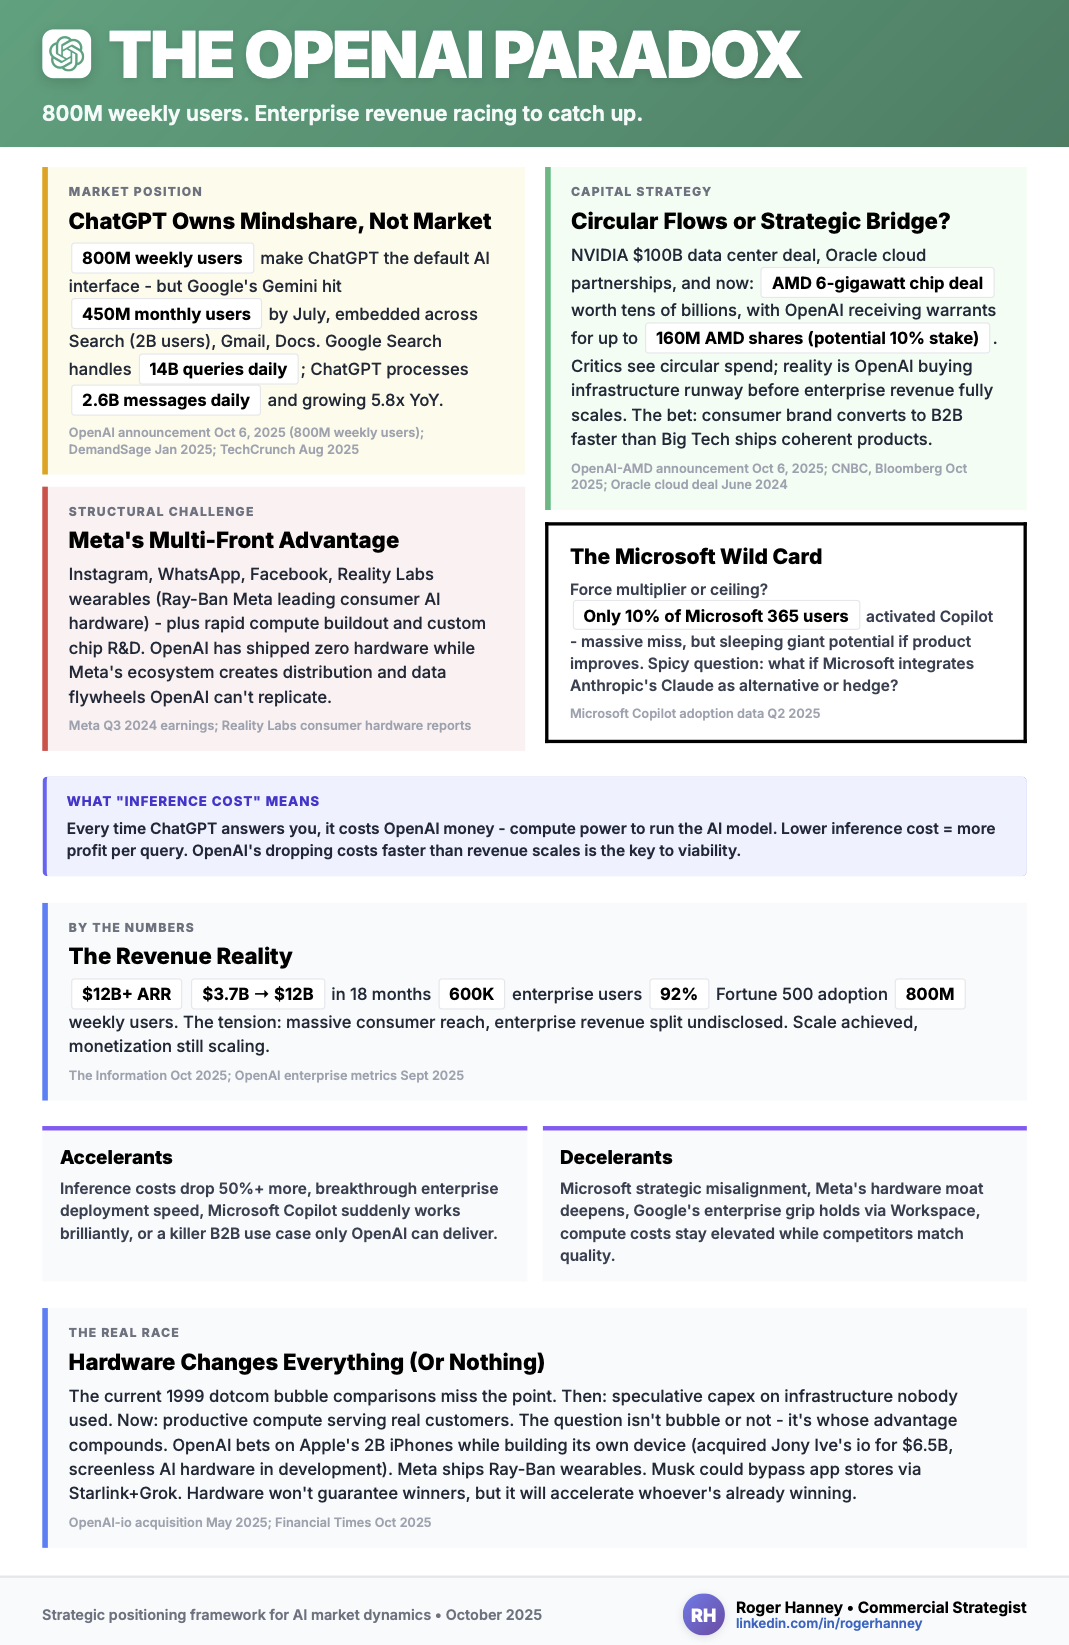 THE OPENAI PARADOX
800M weekly users. Enterprise revenue racing to catch up.
MARKET POSITION
ChatGPT Owns Mindshare, Not Market
800M weekly users make ChatGPT the default AI
interface - but Google's Gemini hit
450M monthly users by July, embedded across
Search (2B users), Gmail, Docs. Google Search
handles 14B queries daily ; ChatGPT processes
2.6B messages daily and growing 5.8x YoY.
OpenAI announcement Oct 6, 2025 (800M weekly users);
DemandSage Jan 2025; TechCrunch Aug 2025
STRUCTURAL CHALLENGE
Meta's Multi-Front Advantage
Instagram, WhatsApp, Facebook, Reality Labs
wearables (Ray-Ban Meta leading consumer AI
hardware) - plus rapid compute buildout and custom
chip R&D. OpenAI has shipped zero hardware while
Meta's ecosystem creates distribution and data
flywheels OpenAI can't replicate.
Meta Q3 2024 earnings; Reality Labs consumer hardware reports
CAPITAL STRATEGY
Circular Flows or Strategic Bridge?
NVIDIA $100B data center deal, Oracle cloud
partnerships, and now: AMD 6-gigawatt chip deal
worth tens of billions, with OpenAI receiving warrants
for up to 160M AMD shares (potential 10% stake) .
Critics see circular spend; reality is OpenAI buying
infrastructure runway before enterprise revenue fully
scales. The bet: consumer brand converts to B2B
faster than Big Tech ships coherent products.
OpenAI-AMD announcement Oct 6, 2025; CNBC, Bloomberg Oct
2025; Oracle cloud deal June 2024
The Microsoft Wild Card
Force multiplier or ceiling?
Only 10% of Microsoft 365 users activated Copilot
- massive miss, but sleeping giant potential if product
improves. Spicy question: what if Microsoft integrates
Anthropic's Claude as alternative or hedge?
Microsoft Copilot adoption data Q2 2025
WHAT "INFERENCE COST" MEANS
Every time ChatGPT answers you, it costs OpenAI money - compute power to run the AI model. Lower inference cost = more
profit per query. OpenAI's dropping costs faster than revenue scales is the key to viability.
BY THE NUMBERS
The Revenue Reality
$12B+ ARR $3.7B → $12B in 18 months 600K enterprise users 92% Fortune 500 adoption 800M
weekly users. The tension: massive consumer reach, enterprise revenue split undisclosed. Scale achieved,
monetization still scaling.
The Information Oct 2025; OpenAI enterprise metrics Sept 2025
Accelerants
Inference costs drop 50%+ more, breakthrough enterprise
deployment speed, Microsoft Copilot suddenly works
brilliantly, or a killer B2B use case only OpenAI can deliver.
Decelerants
Microsoft strategic misalignment, Meta's hardware moat
deepens, Google's enterprise grip holds via Workspace,
compute costs stay elevated while competitors match
quality.
THE REAL RACE
Hardware Changes Everything (Or Nothing)
The current 1999 dotcom bubble comparisons miss the point. Then: speculative capex on infrastructure nobody
used. Now: productive compute serving real customers. The question isn't bubble or not - it's whose advantage
compounds. OpenAI bets on Apple's 2B iPhones while building its own device (acquired Jony Ive's io for $6.5B,
screenless AI hardware in development). Meta ships Ray-Ban wearables. Musk could bypass app stores via
Starlink+Grok. Hardware won't guarantee winners, but it will accelerate whoever's already winning.
OpenAI-io acquisition May 2025; Financial Times Oct 2025
Strategic positioning framework for AI market dynamics • October 2025
RH
Roger Hanney • Commercial Strategist
linkedin.com/in/rogerhanney